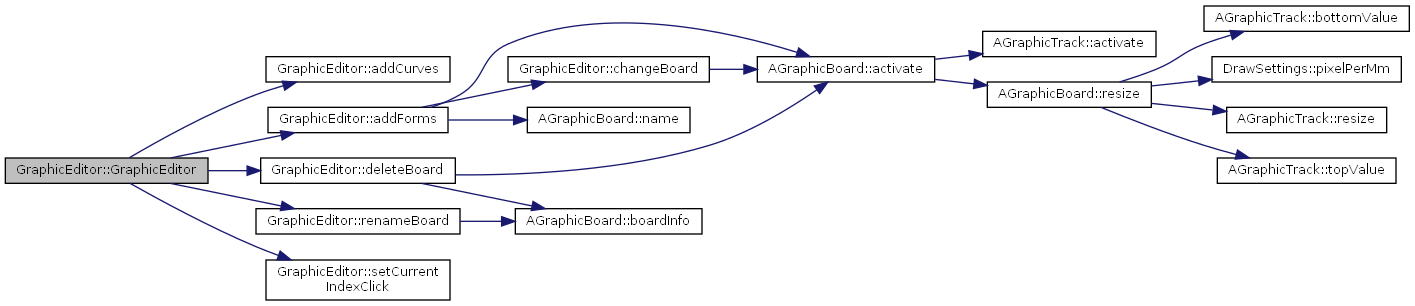 GraphicEditor::GraphicEditor
GraphicEditor::addCurves
GraphicEditor::addForms
GraphicEditor::deleteBoard
GraphicEditor::renameBoard
GraphicEditor::setCurrent
IndexClick
GraphicEditor::changeBoard
AGraphicBoard::name
AGraphicBoard::boardInfo
AGraphicBoard::activate
AGraphicTrack::activate
AGraphicBoard::resize
AGraphicTrack::bottomValue
DrawSettings::pixelPerMm
AGraphicTrack::resize
AGraphicTrack::topValue